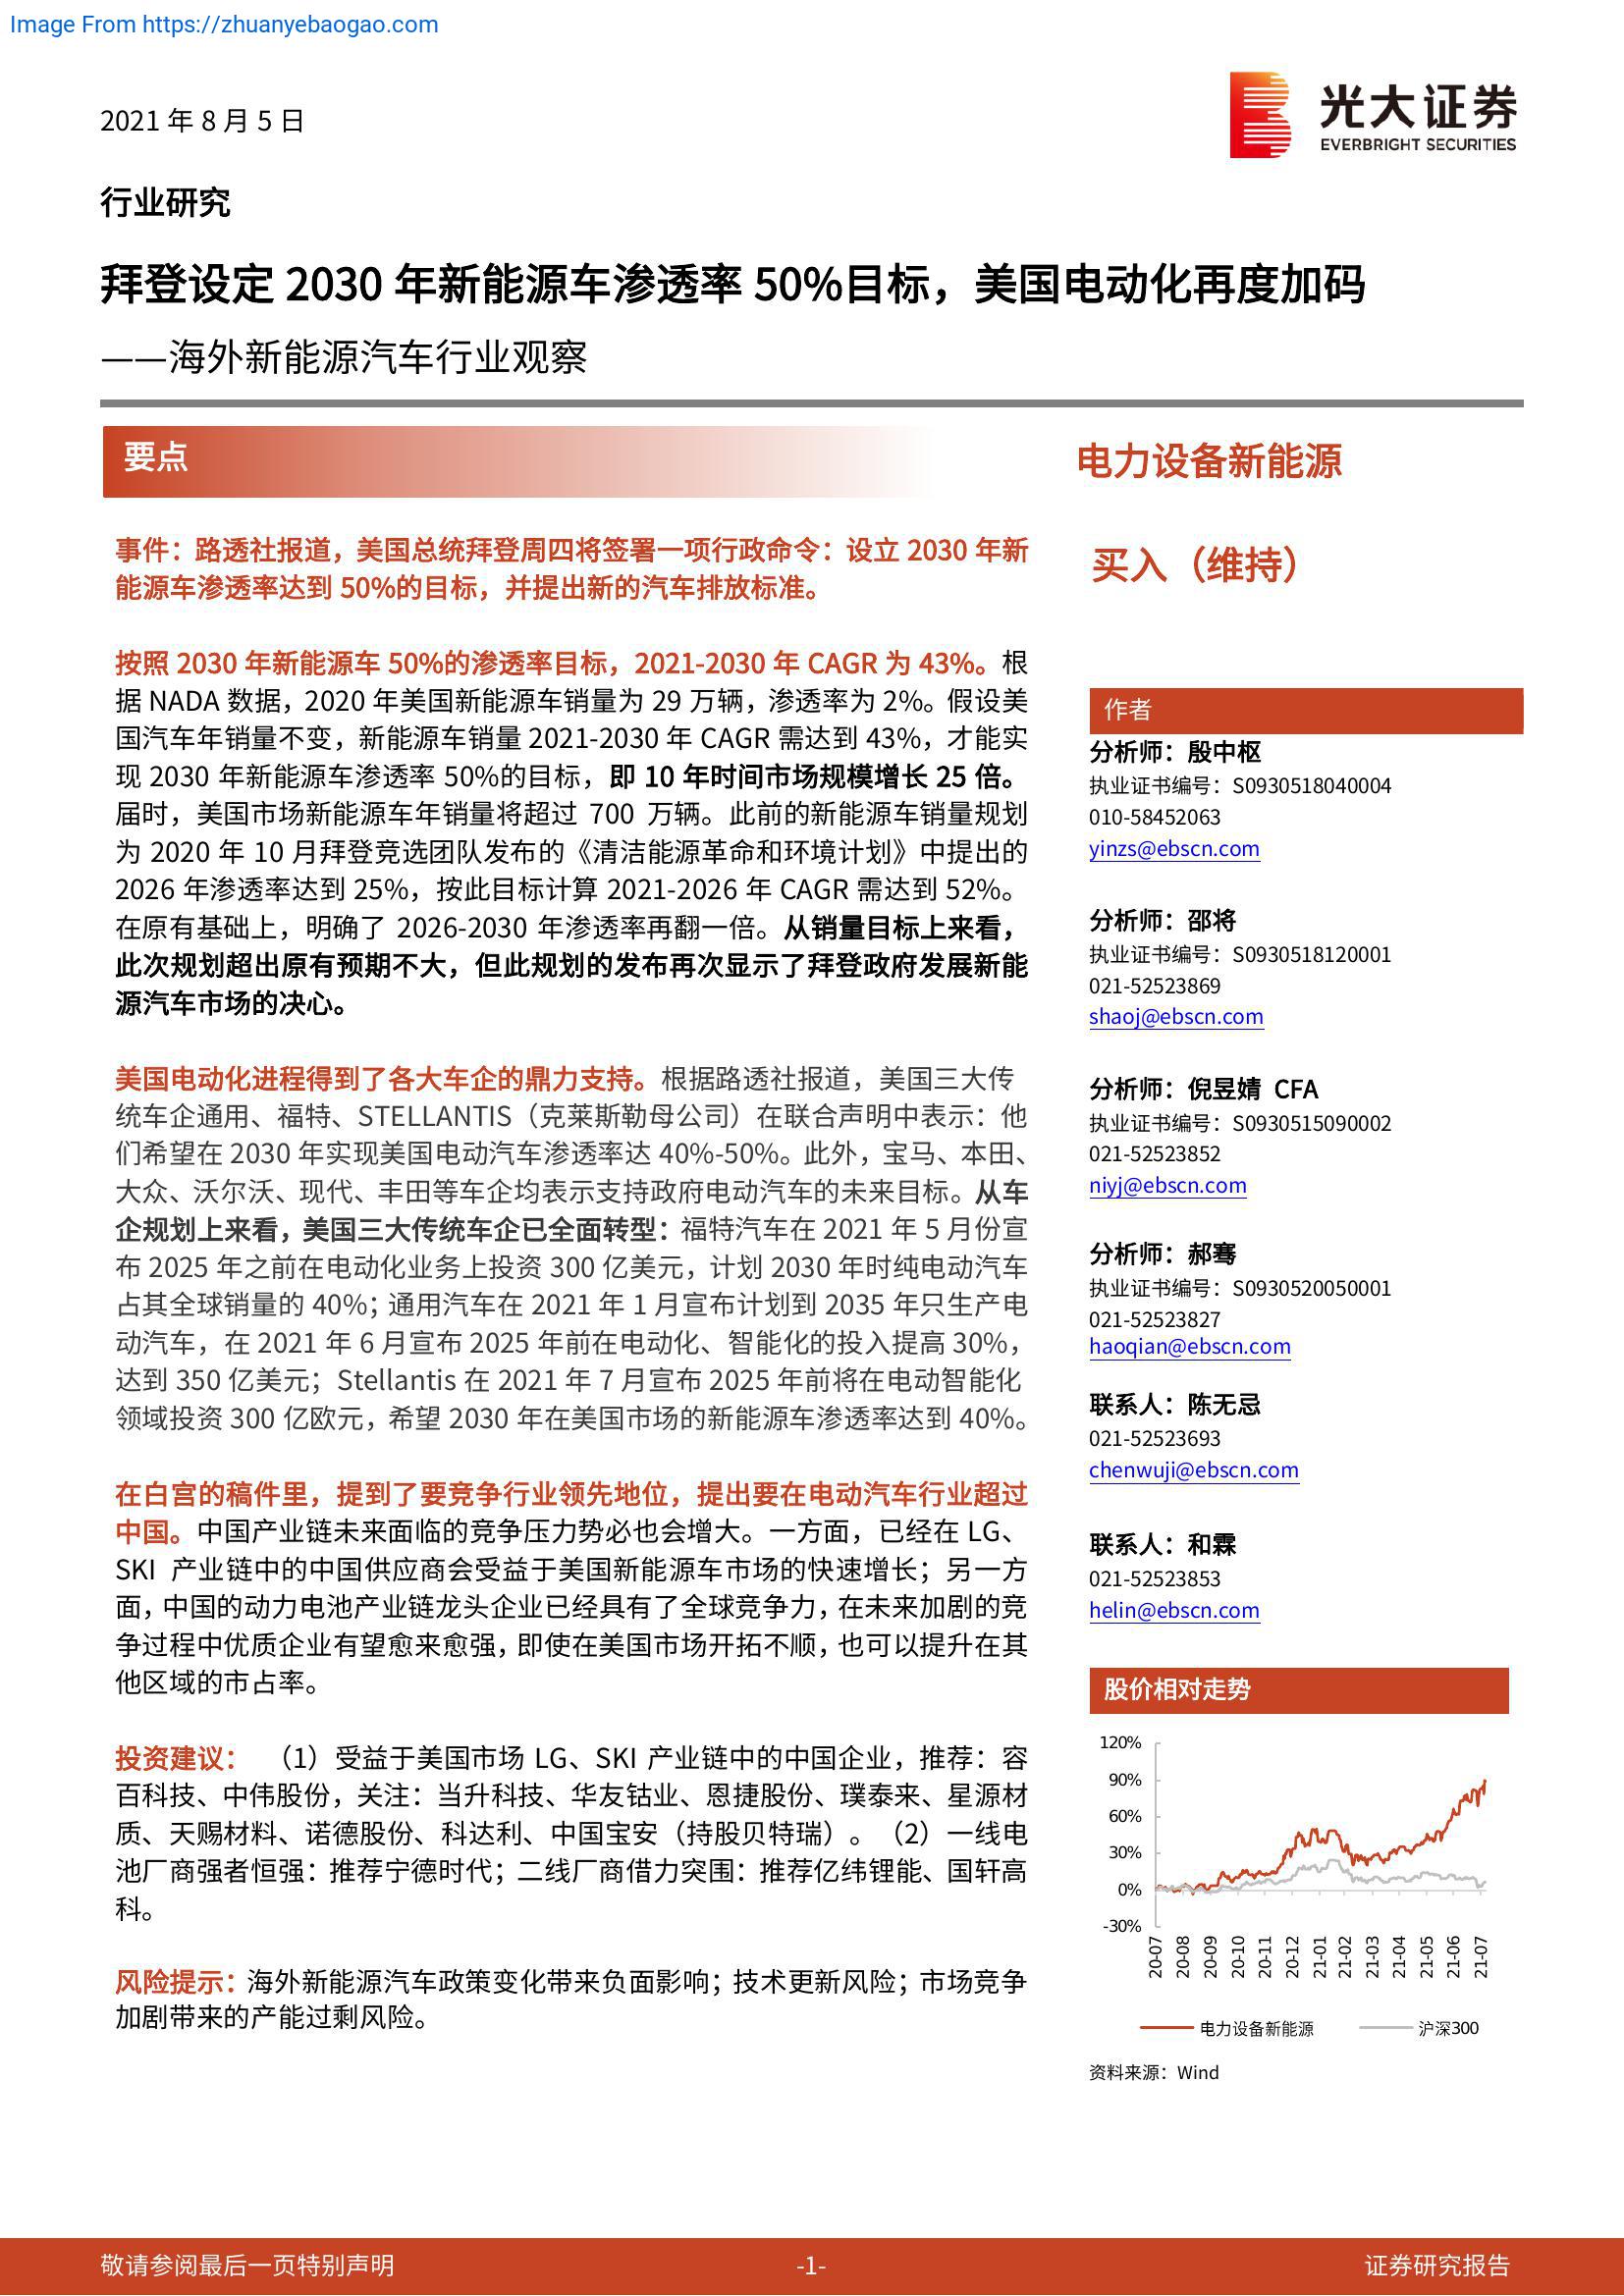 Image From https://zhuanyebaogao.com
2021 年 8 月 5 日
光大证券
EVERBRIGHT SECURITIES
行业研究
拜登设定 2030 年新能源车渗透率 50%目标，美国电动化再度加码
——海外新能源汽车行业观察
要点
事件：路透社报道，美国总统拜登周四将签署一项行政命令：设立 2030 年新
能源车渗透率达到 50%的目标，并提出新的汽车排放标准。
按照 2030 年新能源车 50%的渗透率目标，2021-2030 年 CAGR 为 43%。根
据 NADA 数据，2020 年美国新能源车销量为 29 万辆，渗透率为 2%。假设美
国汽车年销量不变，新能源车销量 2021-2030 年 CAGR 需达到 43%，才能实
现 2030 年新能源车渗透率 50%的目标，即 10 年时间市场规模增长 25 倍。
届时，美国市场新能源车年销量将超过 700 万辆。此前的新能源车销量规划
为 2020 年 10 月拜登竞选团队发布的《清洁能源革命和环境计划》中提出的
2026 年渗透率达到 25%，按此目标计算 2021-2026 年 CAGR 需达到 52%。
在原有基础上，明确了 2026-2030 年渗透率再翻一倍。从销量目标上来看，
此次规划超出原有预期不大，但此规划的发布再次显示了拜登政府发展新能
源汽车市场的决心。
美国电动化进程得到了各大车企的鼎力支持。根据路透社报道，美国三大传
统车企通用、福特、STELLANTIS（克莱斯勒母公司）在联合声明中表示：他
们希望在 2030 年实现美国电动汽车渗透率达 40%-50%。此外，宝马、本田、
大众、沃尔沃、现代、丰田等车企均表示支持政府电动汽车的未来目标。从车
企规划上来看，美国三大传统车企已全面转型：福特汽车在 2021 年 5 月份宣
布 2025 年之前在电动化业务上投资 300 亿美元，计划 2030 年时纯电动汽车
占其全球销量的 40%；通用汽车在 2021 年 1 月宣布计划到 2035 年只生产电
动汽车，在 2021 年 6 月宣布 2025 年前在电动化、智能化的投入提高 30%，
达到 350 亿美元；Stellantis 在 2021 年 7 月宣布 2025 年前将在电动智能化
领域投资 300 亿欧元，希望 2030 年在美国市场的新能源车渗透率达到 40%。
在白宫的稿件里，提到了要竞争行业领先地位，提出要在电动汽车行业超过
中国。中国产业链未来面临的竞争压力势必也会增大。一方面，已经在 LG、
SKI 产业链中的中国供应商会受益于美国新能源车市场的快速增长；另一方
面，中国的动力电池产业链龙头企业已经具有了全球竞争力，在未来加剧的竞
争过程中优质企业有望愈来愈强，即使在美国市场开拓不顺，也可以提升在其
他区域的市占率。
投资建议： （1）受益于美国市场 LG、SKI 产业链中的中国企业，推荐：容
百科技、中伟股份，关注：当升科技、华友钴业、恩捷股份、璞泰来、星源材
质、天赐材料、诺德股份、科达利、中国宝安（持股贝特瑞）。（2）一线电
池厂商强者恒强：推荐宁德时代；二线厂商借力突围：推荐亿纬锂能、国轩高
科。
风险提示：海外新能源汽车政策变化带来负面影响；技术更新风险；市场竞争
加剧带来的产能过剩风险。
电力设备新能源
买入（维持）
作者
分析师：殷中枢
执业证书编号：S0930518040004
010-58452063
yinzs@ebscn.com
分析师：邵将
执业证书编号：S0930518120001
021-52523869
shaoj@ebscn.com
分析师：倪昱婧 CFA
执业证书编号：S0930515090002
021-52523852
niyj@ebscn.com
分析师：郝骞
执业证书编号：S0930520050001
021-52523827
haoqian@ebscn.com
联系人：陈无忌
021-52523693
chenwuji@ebscn.com
联系人：和霖
021-52523853
helin@ebscn.com
股价相对走势
120%
90%
60%
30%
0%
-30%
20-07 20-08 20-09 20-10 20-11 20-12 21-01 21-02 21-03 21-04 21-05 21-06 21-07
电力设备新能源 沪深300
资料来源：Wind
敬请参阅最后一页特别声明 -1- 证券研究报告